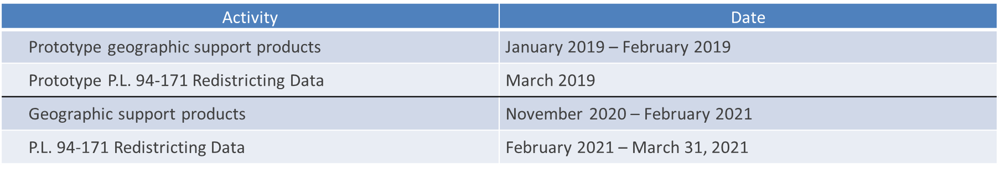 Activity Date
Prototype geographic support products January 2019 – February 2019
Prototype P.L. 94-171 Redistricting Data March 2019
Geographic support products November 2020 – February 2021
P.L. 94-171 Redistricting Data February 2021 – March 31, 2021